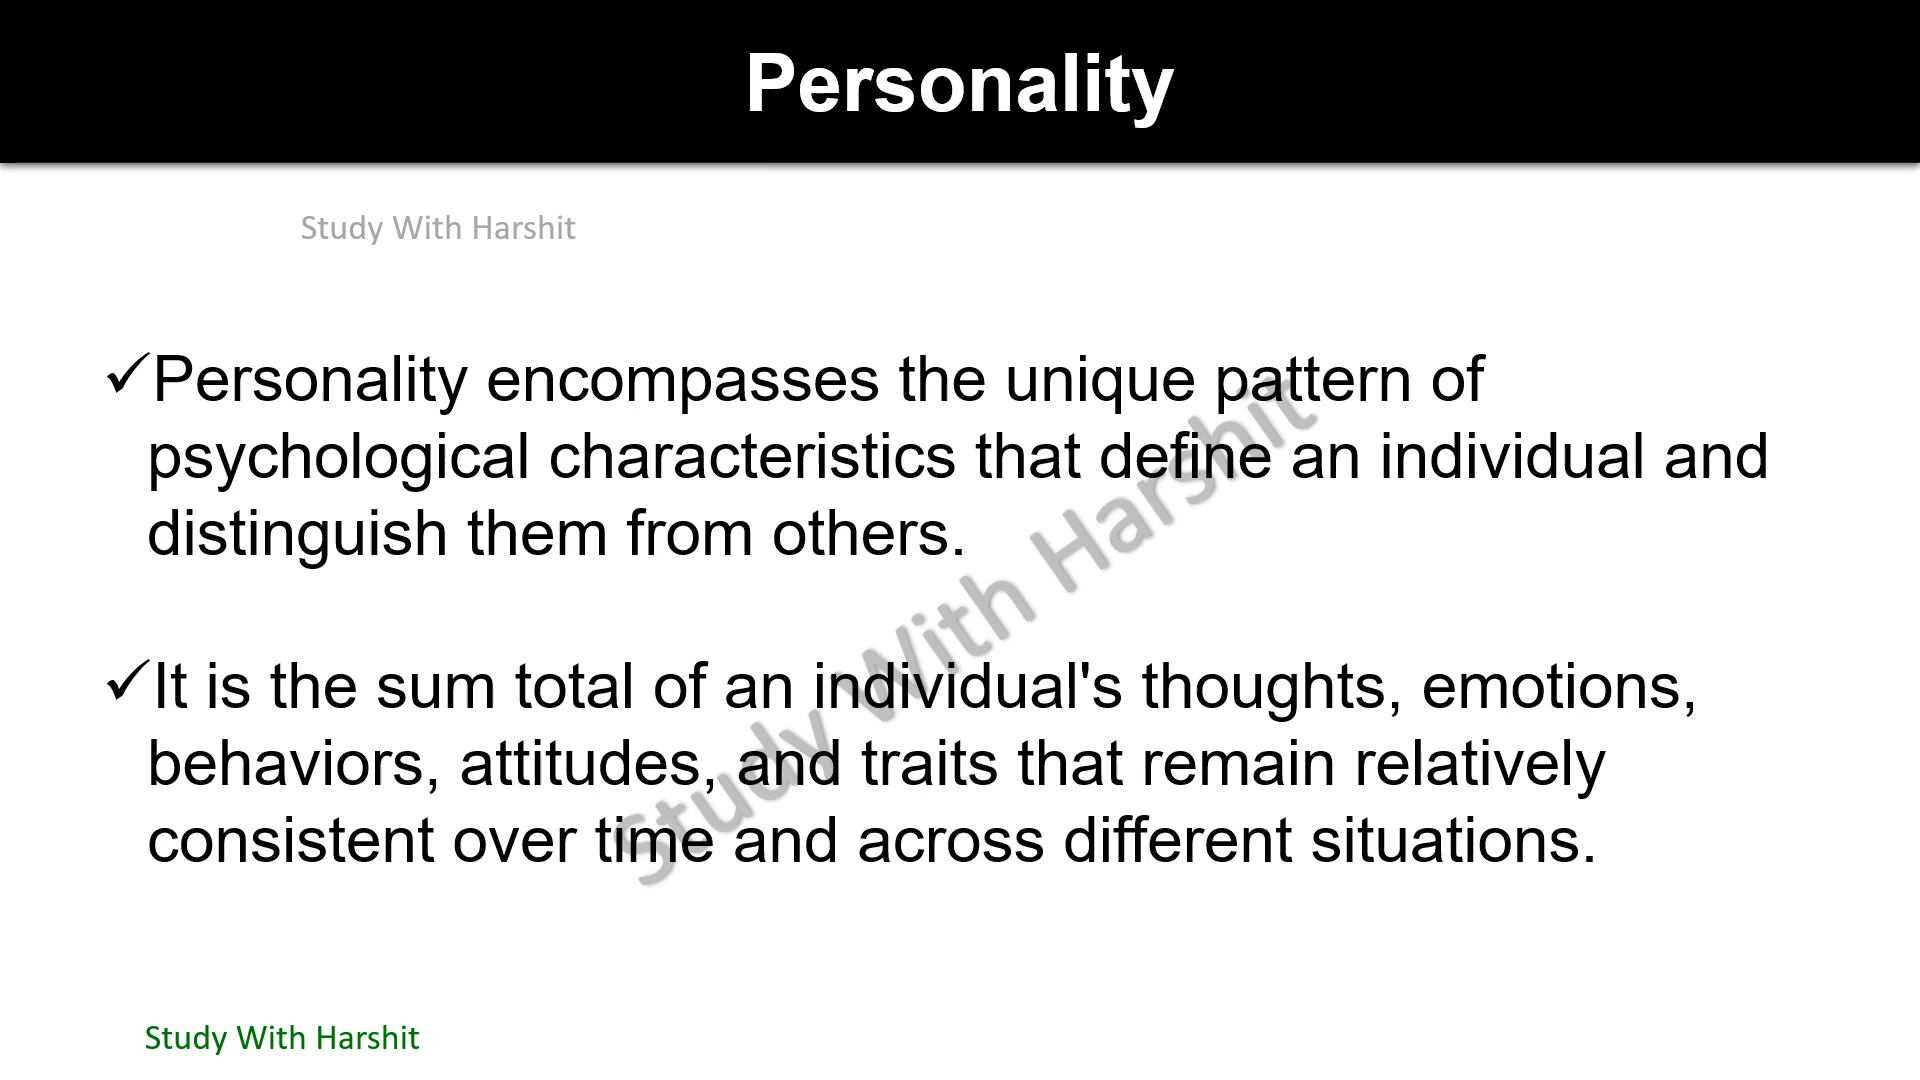 Personality
Study With Harshit
✓Personality encompasses the unique pattern of
psychological characteristics that define an individual and
distinguish them from others.
✓It is the sum total of an individual's thoughts, emotions,
behaviors, attitudes, and traits that remain relatively
consistent over time and across different situations.
Study With Harshit
Study With Harshit